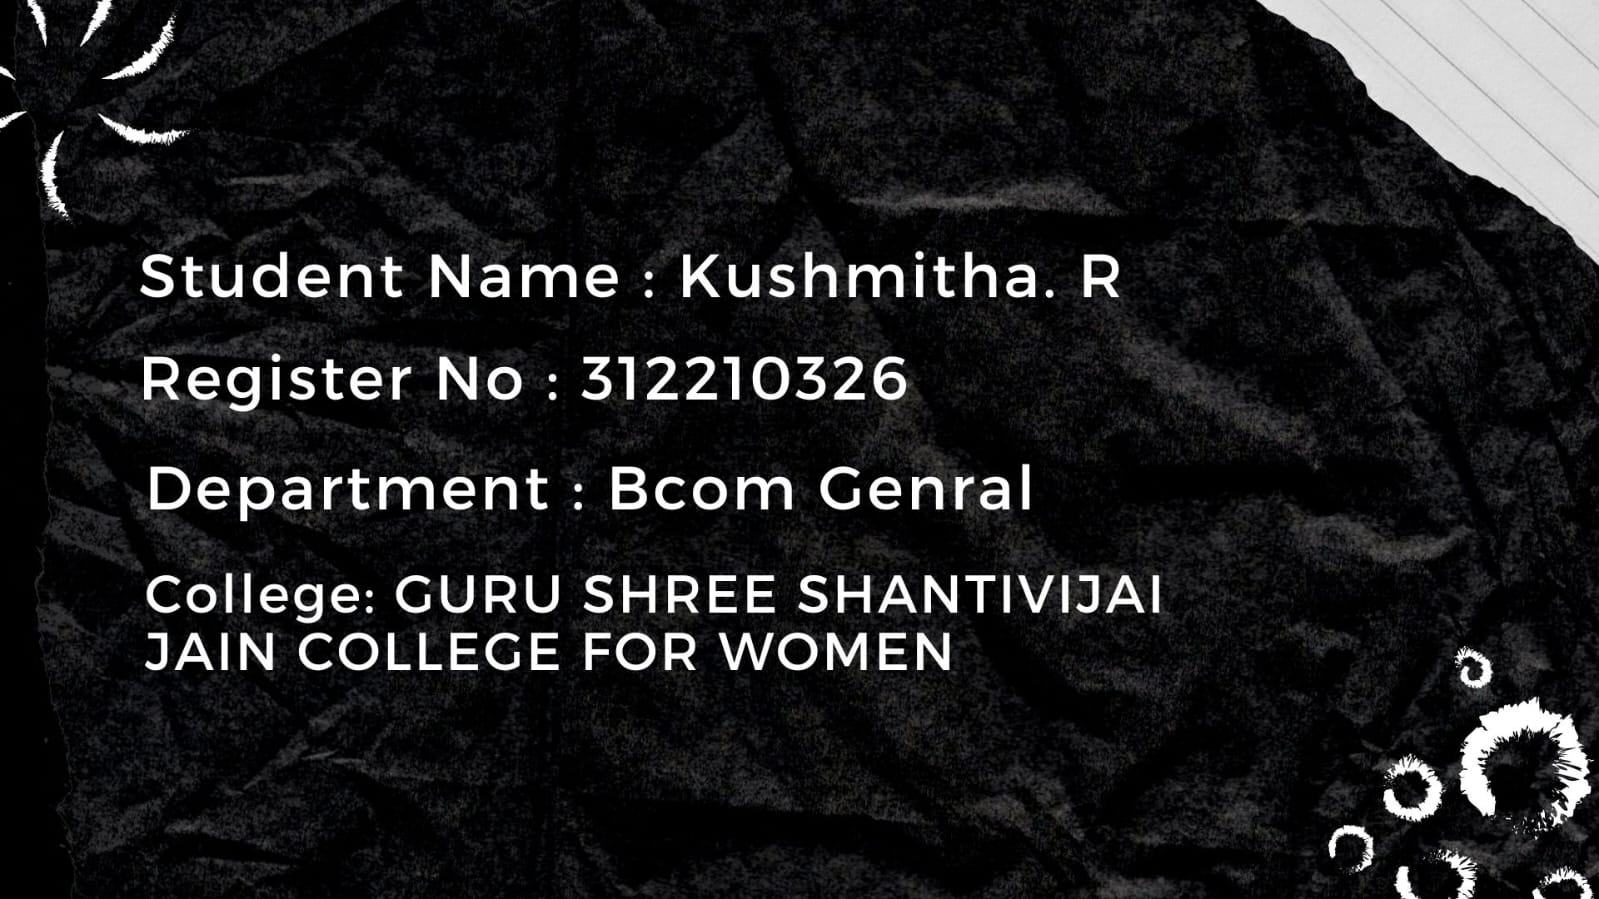 Student Name : Kushmitha. R
Register No : 312210326
Department : Bcom Genral
College: GURU SHREE SHANTIVIJAI
JAIN COLLEGE FOR WOMEN